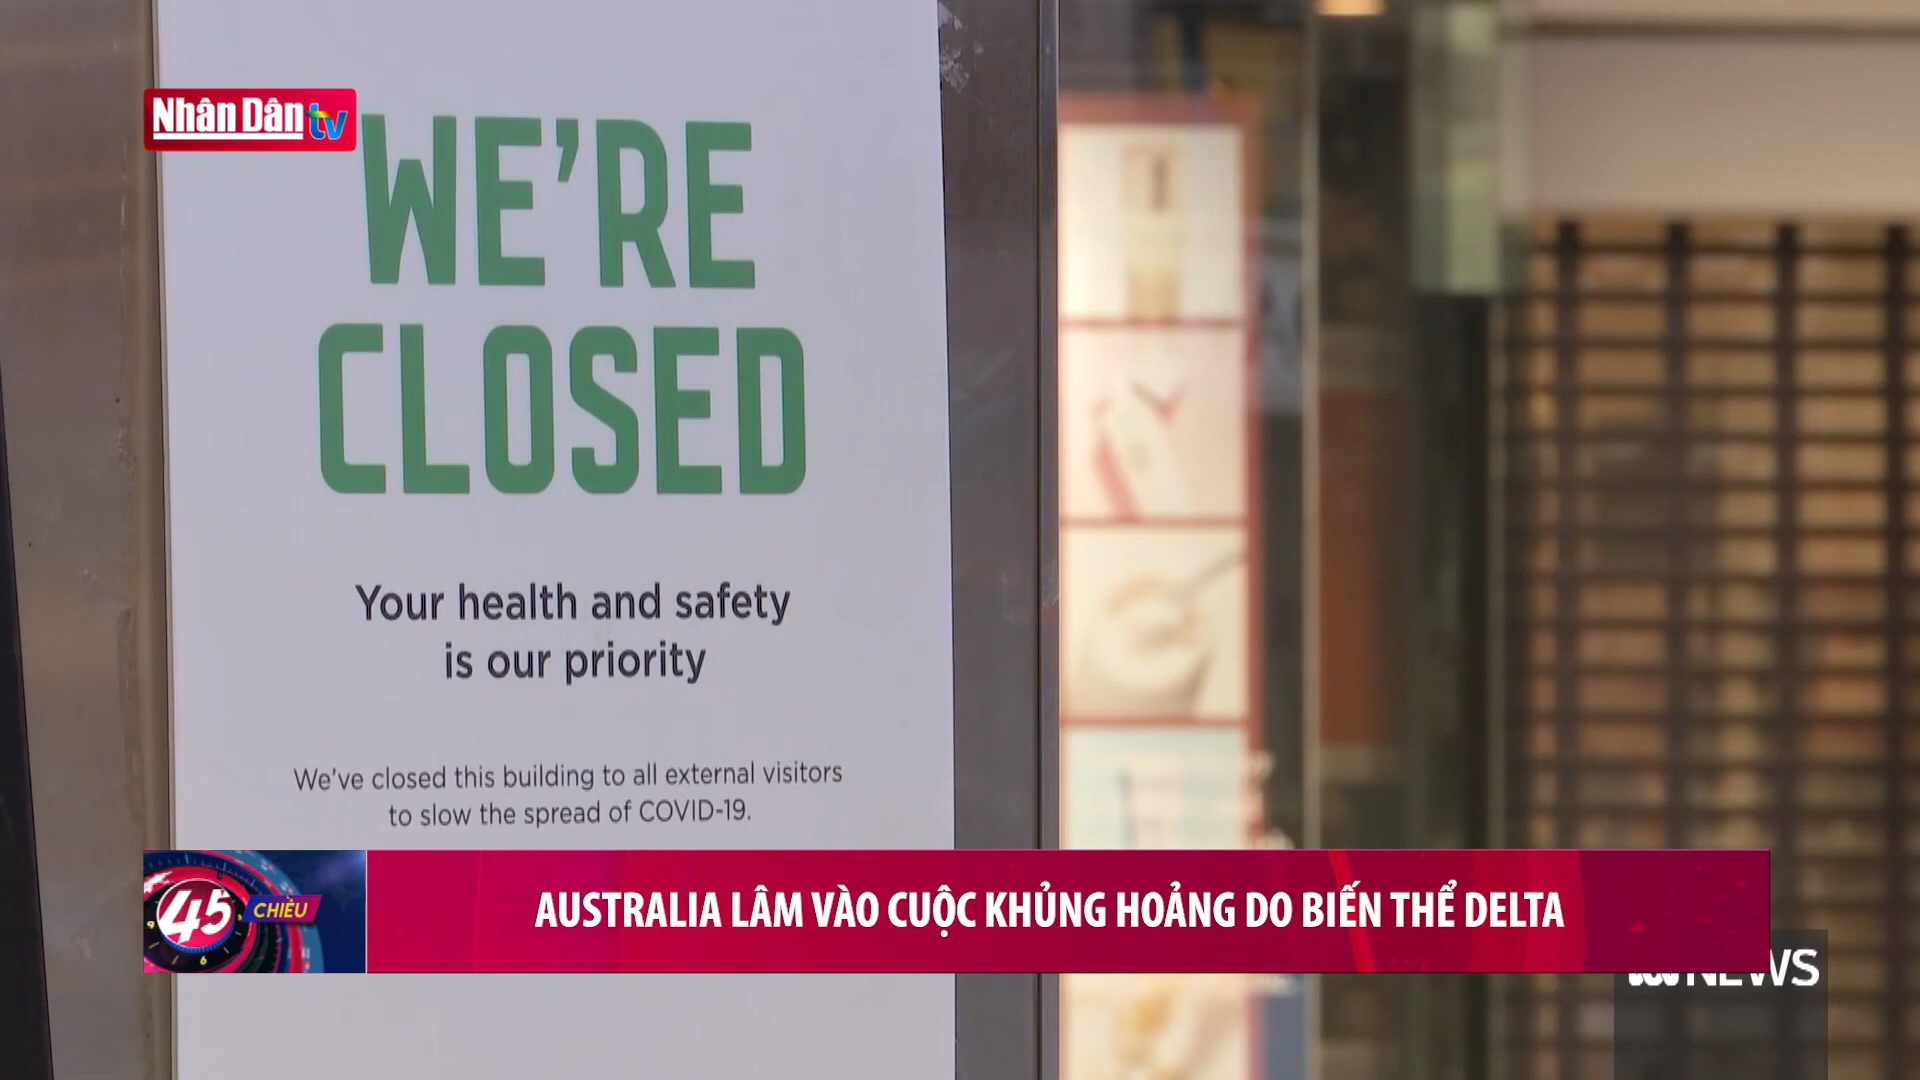 Nhân Dân tv
WE'RE
CLOSED
Your health and safety
is our priority
We've closed this building to all external visitors
to slow the spread of COVID-19.
45 CHIỀU
AUSTRALIA LÂM VÀO CUỘC KHỦNG HOẢNG DO BIẾN THỂ DELTA
NEWS